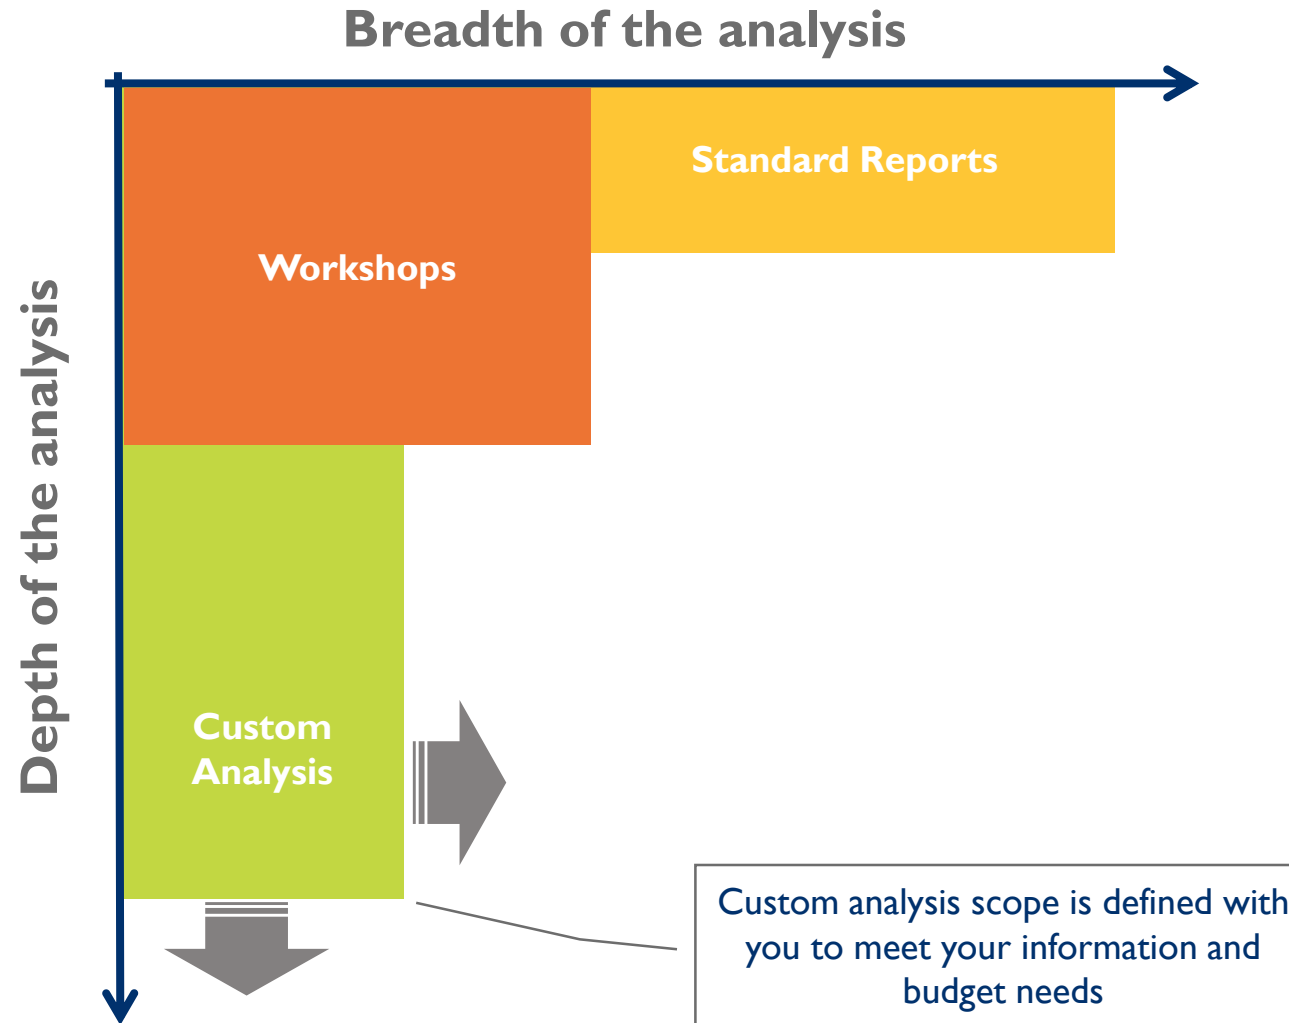 Breadth of the analysis
Standard Reports
Workshops
Depth of the analysis
Custom
Analysis
Custom analysis scope is defined with
you to meet your information and
budget needs